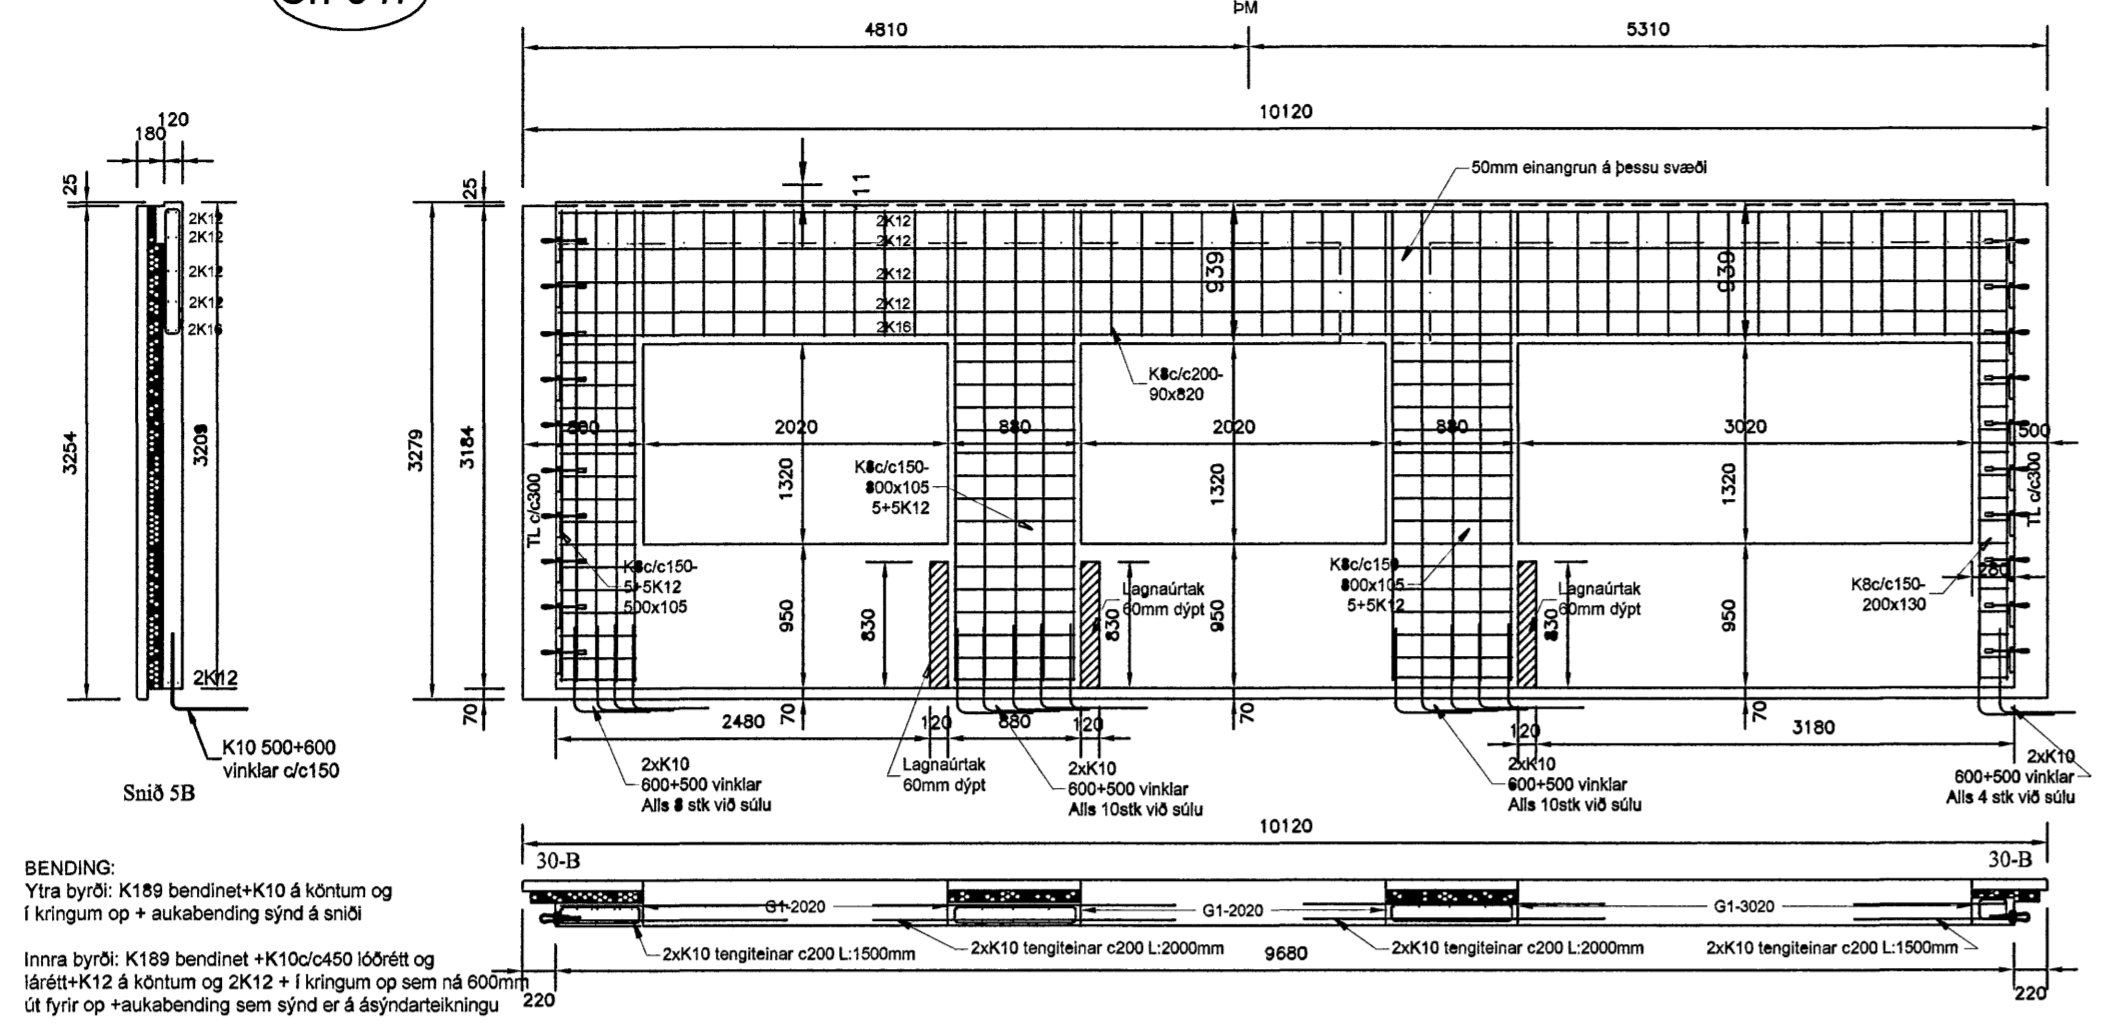 ÞM
4810
5310
10120
120
180
25
25
11
50mm einangrun á þessu svæði
2K12
2K12
2K12
2K12
2K16
2K12
2K12
2K12
2K12
2K16
939
939
K8c/c200-
90x820
3254
3209
3279
3184
2020
880
2020
880
3020
500
1320
1320
1320
K8c/c150-
800x105
5+5K12
TL c/c300
TL c/c300
K8c/c150-
5+5K12
500x105
K8c/c150
800x105
5+5K12
K8c/c150-
200x130
280
Lagnaúrtak
60mm dýpt
Lagnaúrtak
60mm dýpt
950
830
830
950
830
950
2K12
70
70
70
70
2480
120
880
120
120
3180
K10 500+600
vinklar c/c150
Snið 5B
2xK10
600+500 vinklar
Alls 8 stk við súlu
Lagnaúrtak
60mm dýpt
2xK10
600+500 vinklar
Alls 10stk við súlu
2xK10
600+500 vinklar
Alls 10stk við súlu
2xK10
600+500 vinklar
Alls 4 stk við súlu
10120
30-B
30-B
G1-2020
G1-2020
G1-3020
2xK10 tengiteinar c200 L:1500mm
2xK10 tengiteinar c200 L:2000mm
2xK10 tengiteinar c200 L:2000mm
2xK10 tengiteinar c200 L:1500mm
9680
220
220
BENDING:
Ytra byrði: K189 bendinet+K10 á köntum og
í kringum op + aukabending sýnd á sniði
Innra byrði: K189 bendinet +K10c/c450 lóðrétt og
lárétt+K12 á köntum og 2K12 + í kringum op sem ná 600mm
út fyrir op +aukabending sem sýnd er á ásýndarteikningu